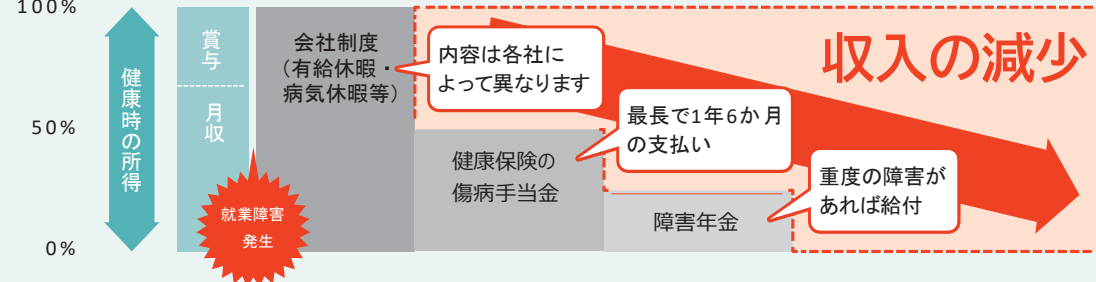 100%
50%
0%
健康時の所得
賞与
月収
就業障害
発生
会社制度
(有給休暇・
病気休暇等)
内容は各社に
よって異なります
健康保険の
傷病手当金
最長で1年6か月
の支払い
障害年金
重度の障害が
あれば給付
収入の減少